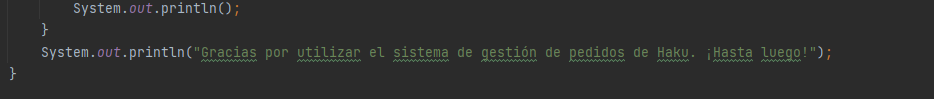 System.out.println();
}
System.out.println("Gracias por utilizar el sistema de gestión de pedidos de Haku. ¡Hasta luego!");
}